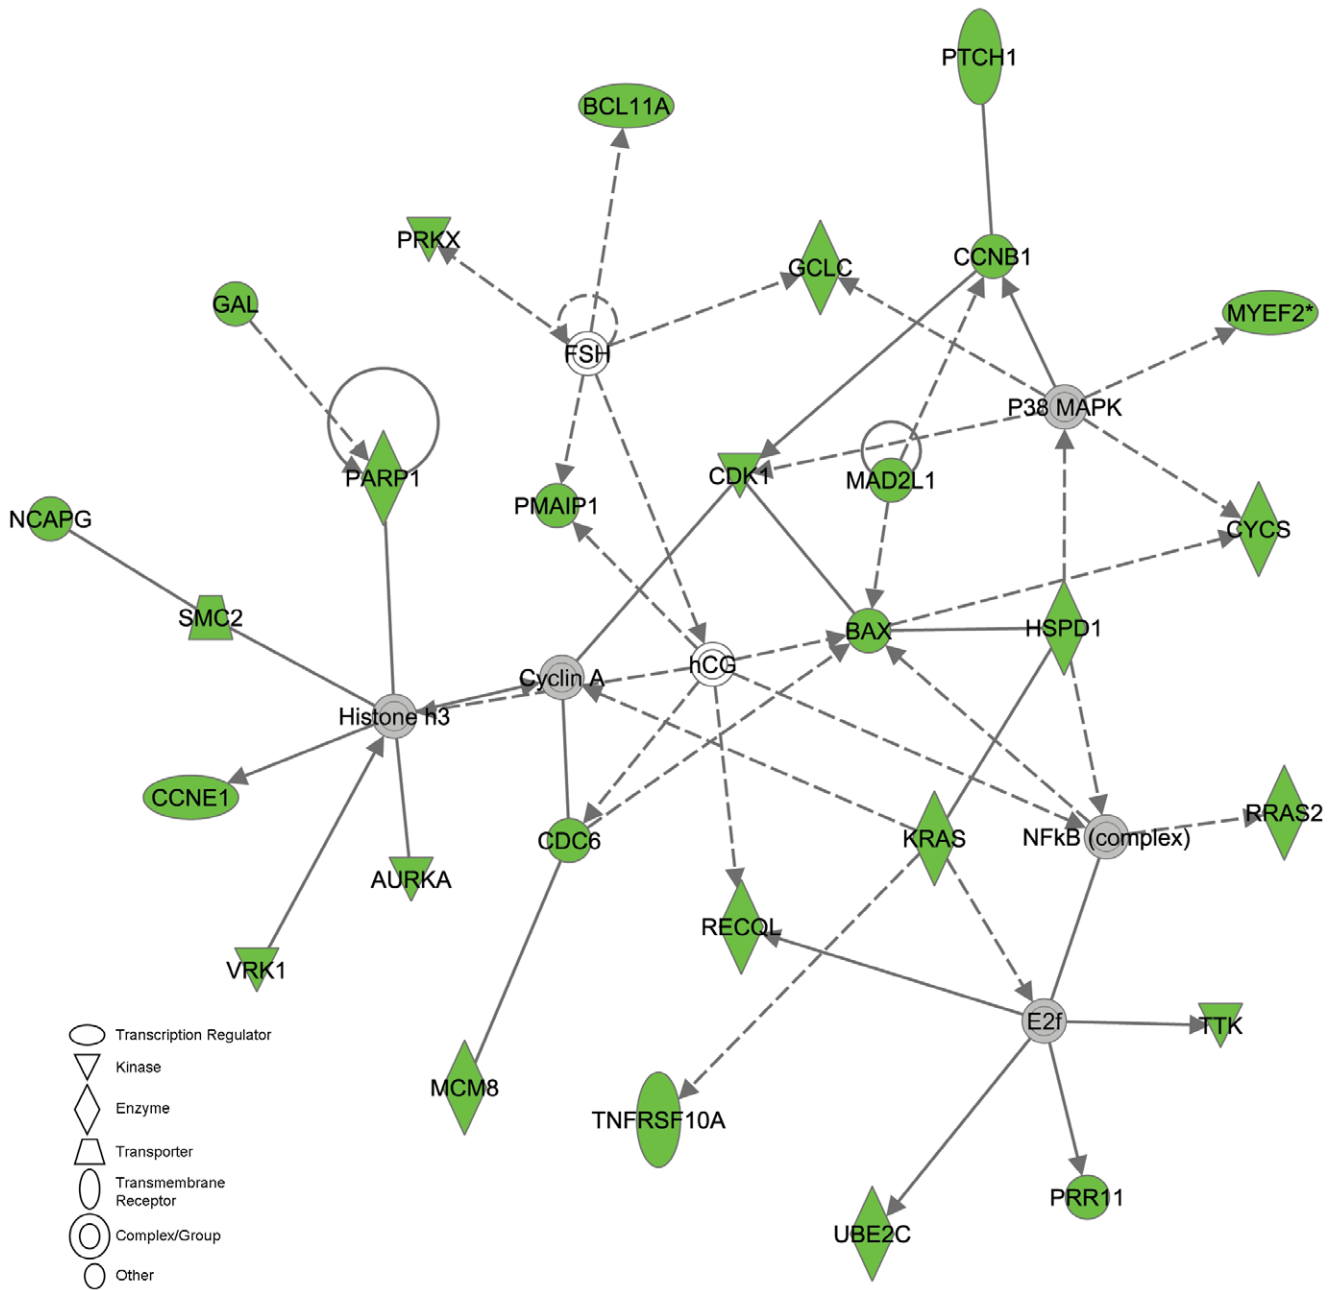 PTCH1
BCL11A
PRKX
GCLC
CCNB1
GAL
MYEF2*
FSH
P38 MAPK
PARP1
CDK1
MAD2L1
PMAIP1
NCAPG
CYCS
SMC2
BAX
HSPD1
hCG
Cyclin A
Histone h3
CCNE1
RRAS2
CDC6
KRAS
NFkB (complex)
AURKA
RECQL
VRK1
E2f
TTK
Transcription Regulator
Kinase
MCM8
Enzyme
TNFRSF10A
Transporter
Transmembrane
Receptor
PRR11
Complex/Group
UBE2C
Other